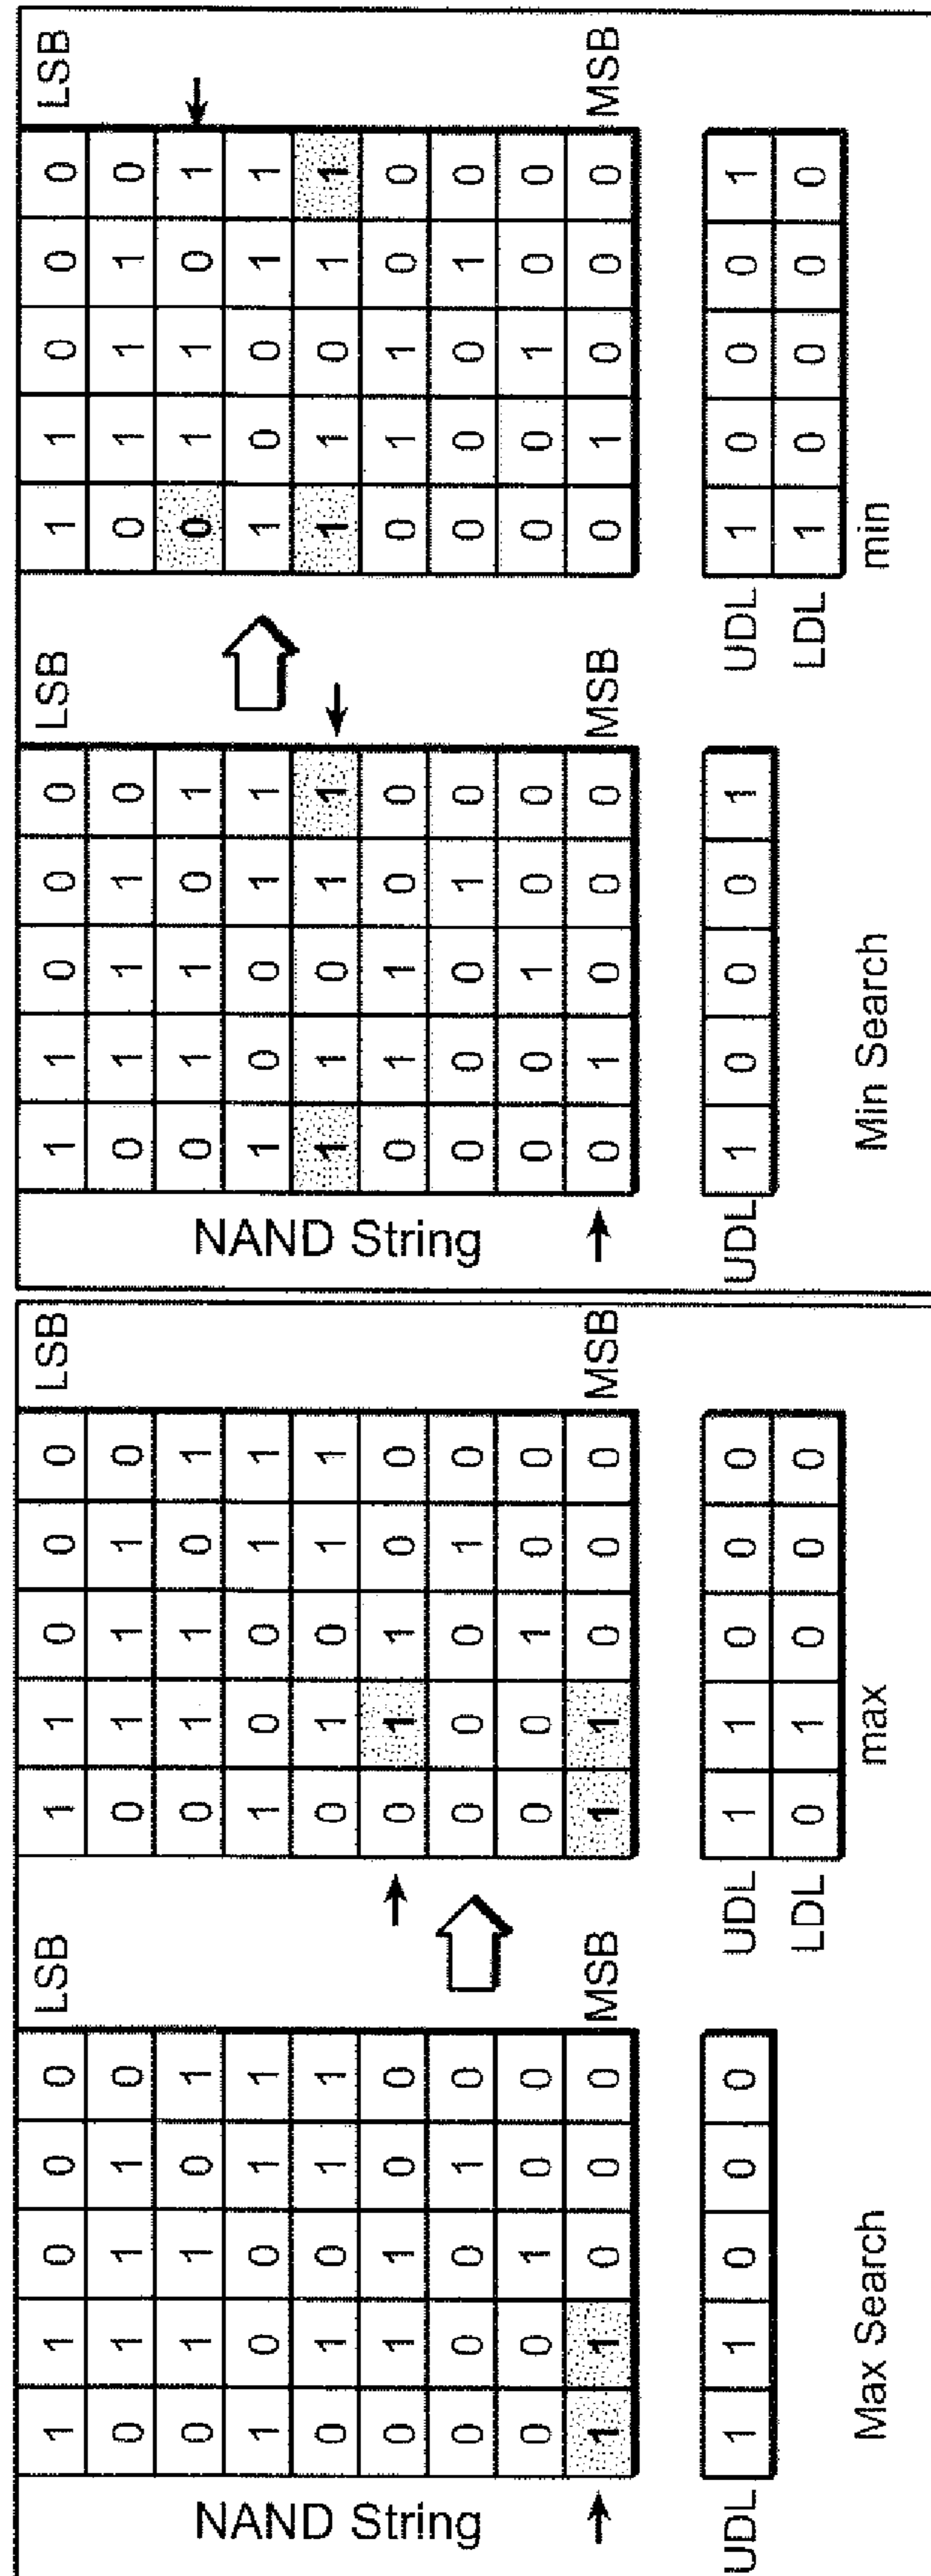 NAND String
1 1 0 0 0 LSB
0 1 1 1 0
0 1 1 0 1
1 0 0 1 1
0 1 0 1 1
0 1 1 0 0
0 0 0 1 0
0 0 1 0 0
1 1 0 0 0 MSB
UDL 1 1 0 0 0
Max Search
1 1 0 0 0 LSB
0 1 1 1 0
0 1 1 0 1
1 0 0 1 1
0 1 0 1 1
0 1 1 0 0
0 0 0 1 0
0 0 1 0 0
1 1 0 0 0 MSB
UDL 1 1 0 0 0
LDL 0 1 0 0 0
max
NAND String
1 1 0 0 0 LSB
0 1 1 1 0
0 1 1 0 1
1 0 0 1 1
1 1 0 1 1
0 1 1 0 0
0 0 0 1 0
0 0 1 0 0
0 1 0 0 0 MSB
UDL 1 0 0 0 1
Min Search
1 1 0 0 0 LSB
0 1 1 1 0
0 1 1 0 1
1 0 0 1 1
1 1 0 1 1
0 1 1 0 0
0 0 0 1 0
0 0 1 0 0
0 1 0 0 0 MSB
UDL 1 0 0 0 1
LDL 1 0 0 0 0
min